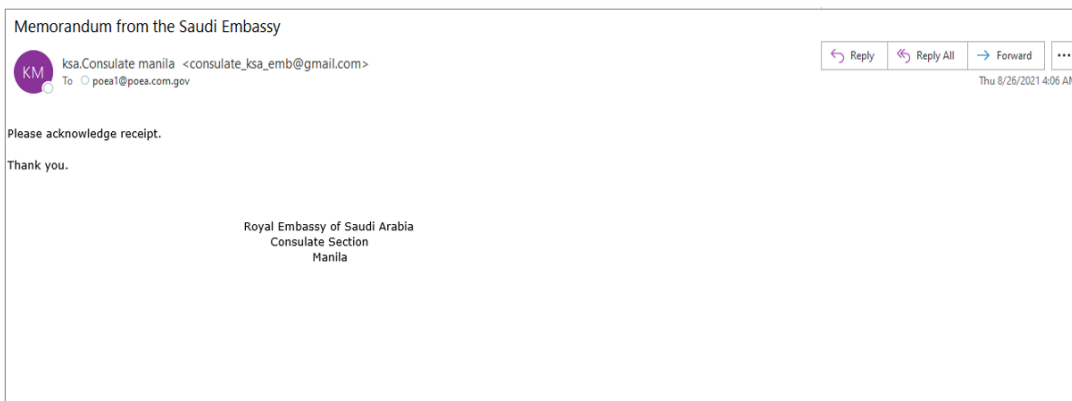 Memorandum from the Saudi Embassy
KM
ksa.Consulate manila <consulate_ksa_emb@gmail.com>
To poea1@poea.com.gov
Reply
Reply All
Forward
...
Thu 8/26/2021 4:06 AM
Please acknowledge receipt.
Thank you.
Royal Embassy of Saudi Arabia
Consulate Section
Manila